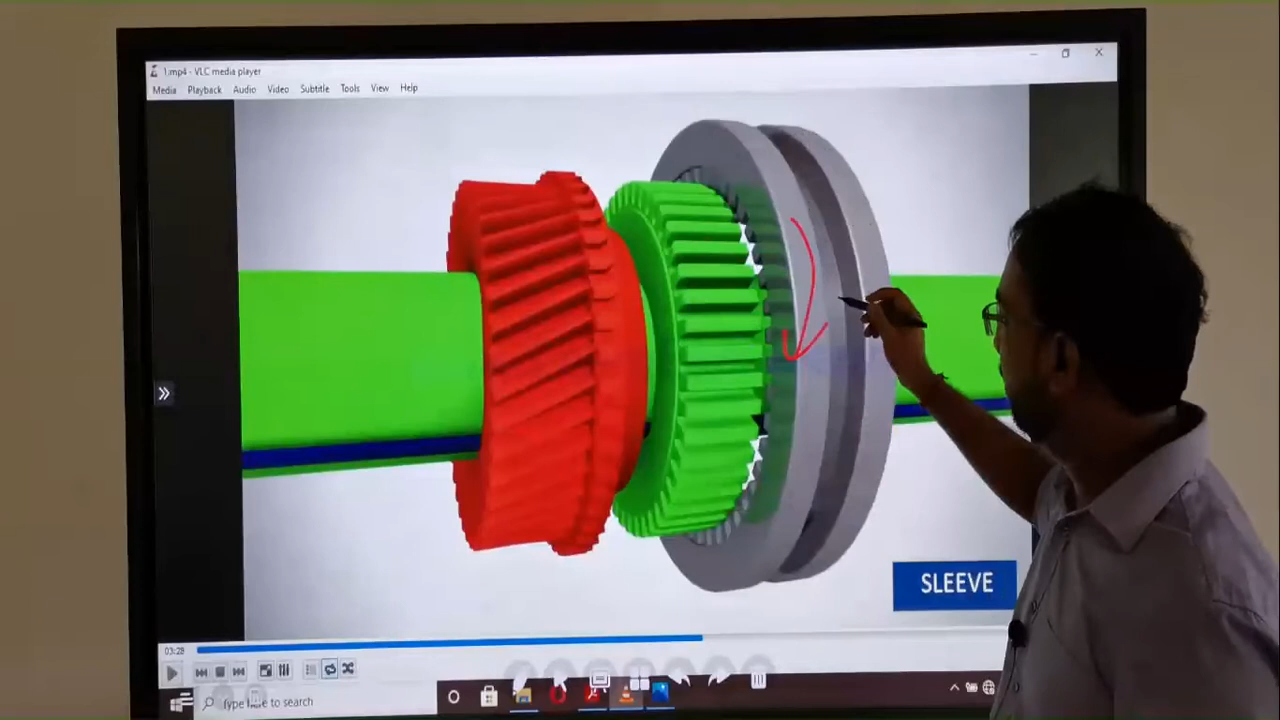 1.mp4 - VLC media player
Media Playback Audio Video Subtitle Tools View Help
SLEEVE
03:28
Type here to search